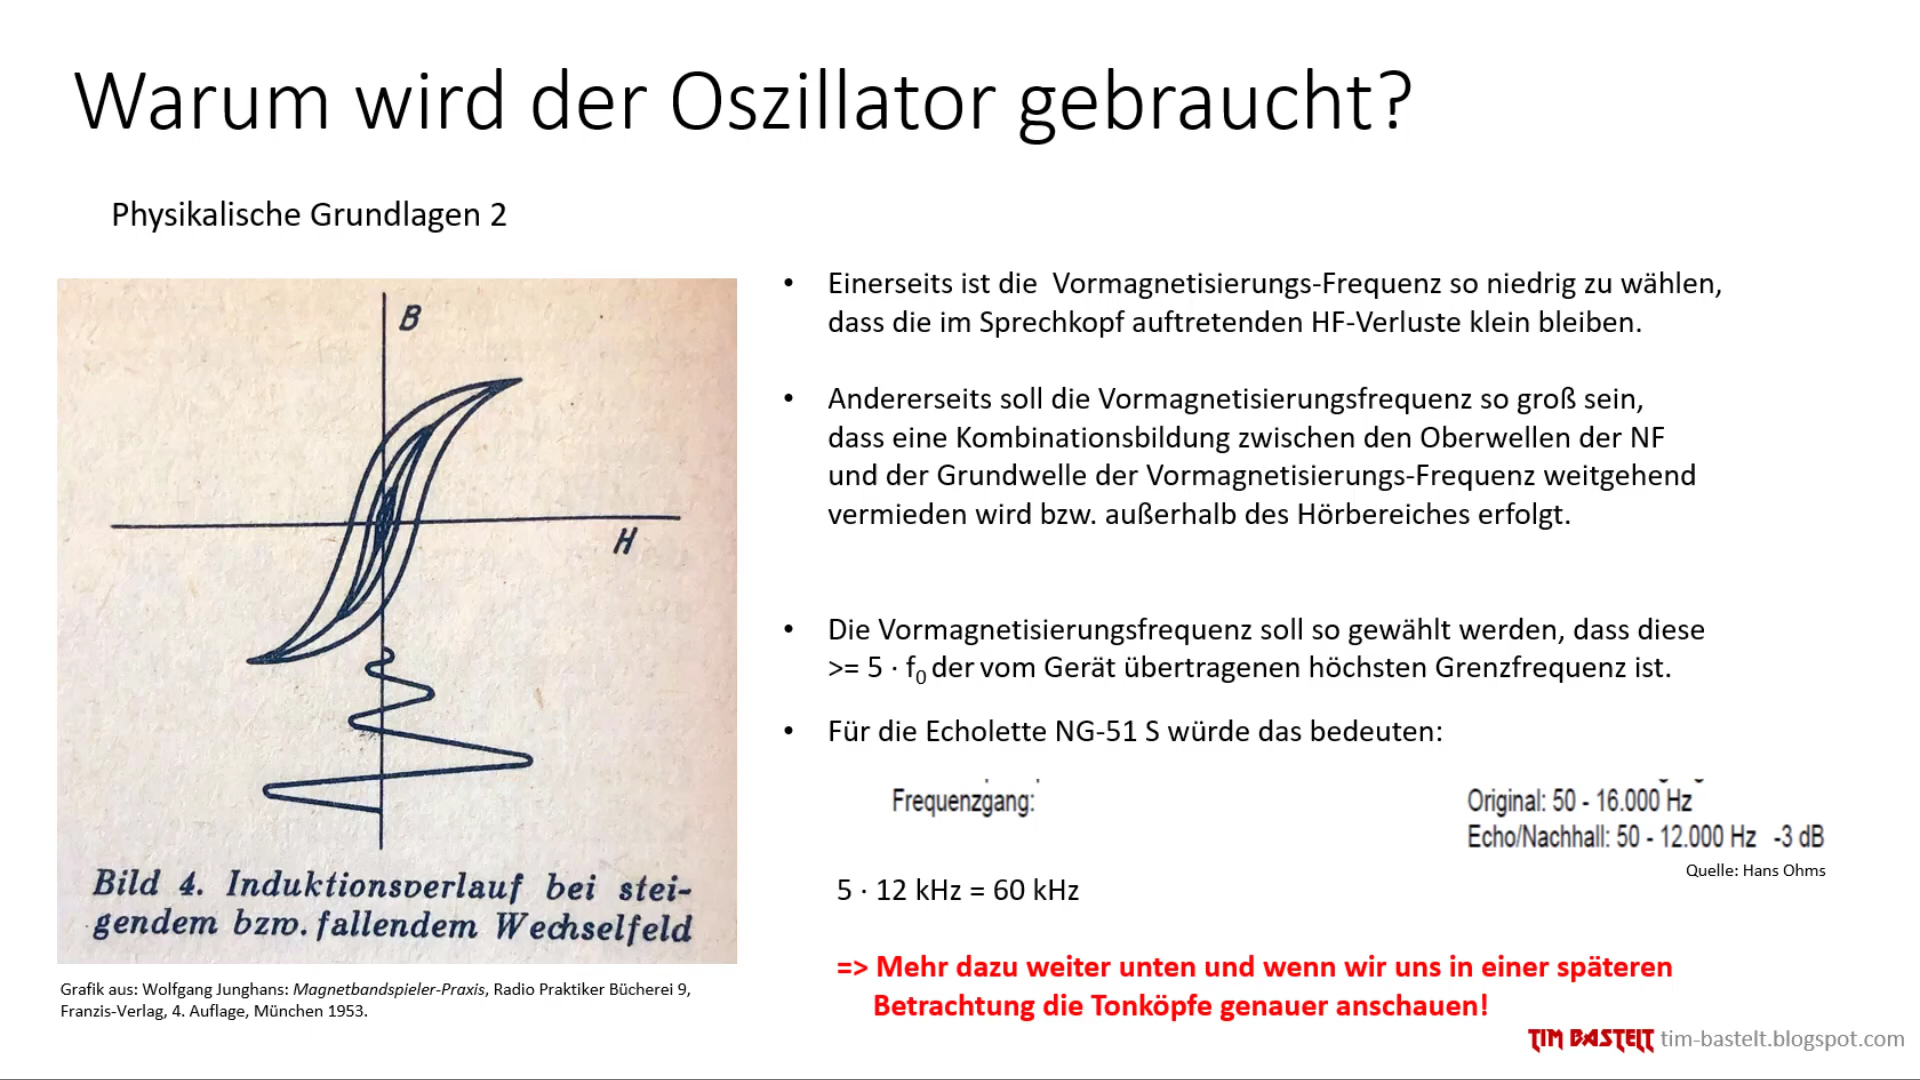 Warum wird der Oszillator gebraucht?
Physikalische Grundlagen 2
B
H
Bild 4. Induktionsverlauf bei stei-
gendem bzw. fallendem Wechselfeld
Grafik aus: Wolfgang Junghans: Magnetbandspieler-Praxis, Radio Praktiker Bücherei 9,
Franzis-Verlag, 4. Auflage, München 1953.
• Einerseits ist die  Vormagnetisierungs-Frequenz so niedrig zu wählen,
dass die im Sprechkopf auftretenden HF-Verluste klein bleiben.
• Andererseits soll die Vormagnetisierungsfrequenz so groß sein,
dass eine Kombinationsbildung zwischen den Oberwellen der NF
und der Grundwelle der Vormagnetisierungs-Frequenz weitgehend
vermieden wird bzw. außerhalb des Hörbereiches erfolgt.
• Die Vormagnetisierungsfrequenz soll so gewählt werden, dass diese
>= 5 · f₀ der vom Gerät übertragenen höchsten Grenzfrequenz ist.
• Für die Echolette NG-51 S würde das bedeuten:
Frequenzgang: Original: 50 - 16.000 Hz
Echo/Nachhall: 50 - 12.000 Hz -3 dB
Quelle: Hans Ohms
5 · 12 kHz = 60 kHz
=> Mehr dazu weiter unten und wenn wir uns in einer späteren
Betrachtung die Tonköpfe genauer anschauen!
TIM BASTELT tim-bastelt.blogspot.com